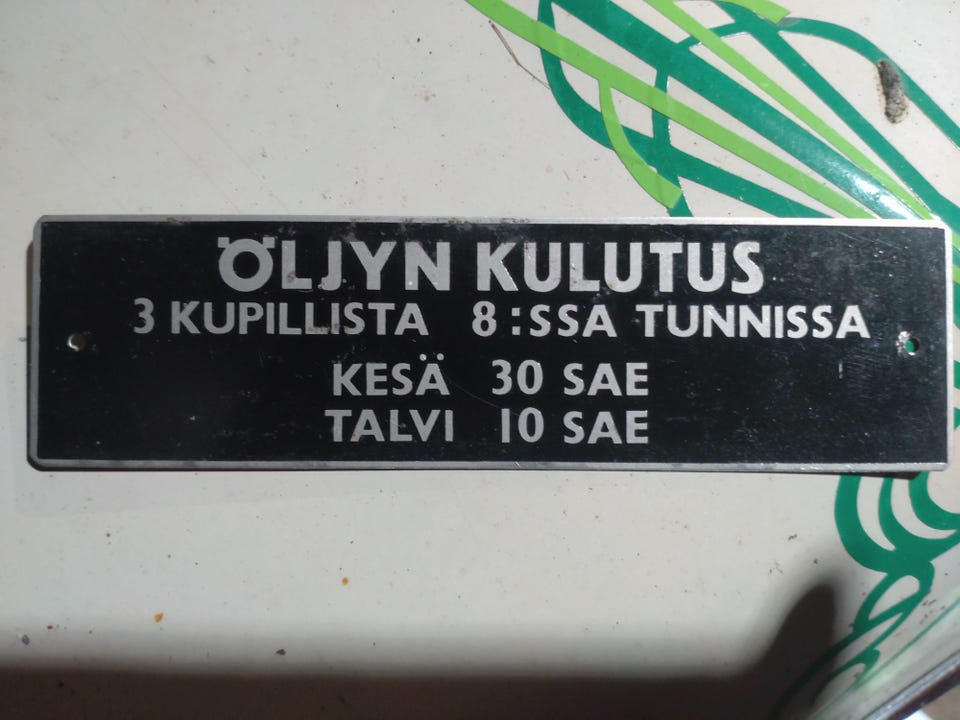 ÖLJYN KULUTUS
3 KUPILLISTA 8:SSA TUNNISSA
KESÄ 30 SAE
TALVI 10 SAE